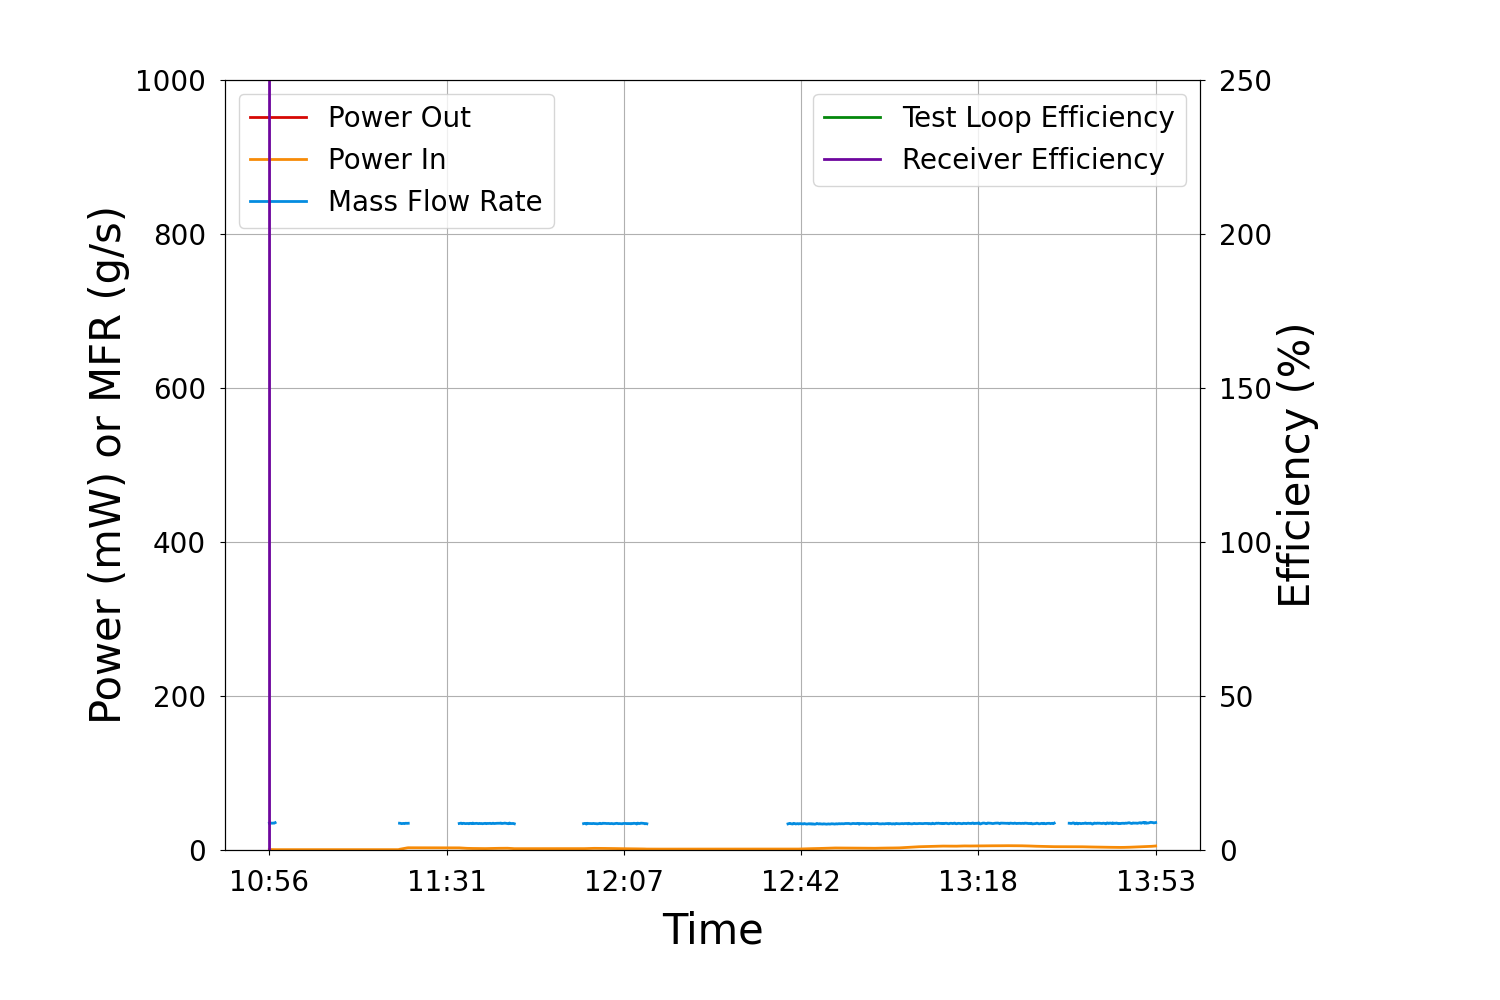 1000
800
600
400
200
0
Power (mW) or MFR (g/s)
Power Out
Power In
Mass Flow Rate
Test Loop Efficiency
Receiver Efficiency
250
200
150
100
50
0
Efficiency (%)
10:56 11:31 12:07 12:42 13:18 13:53
Time